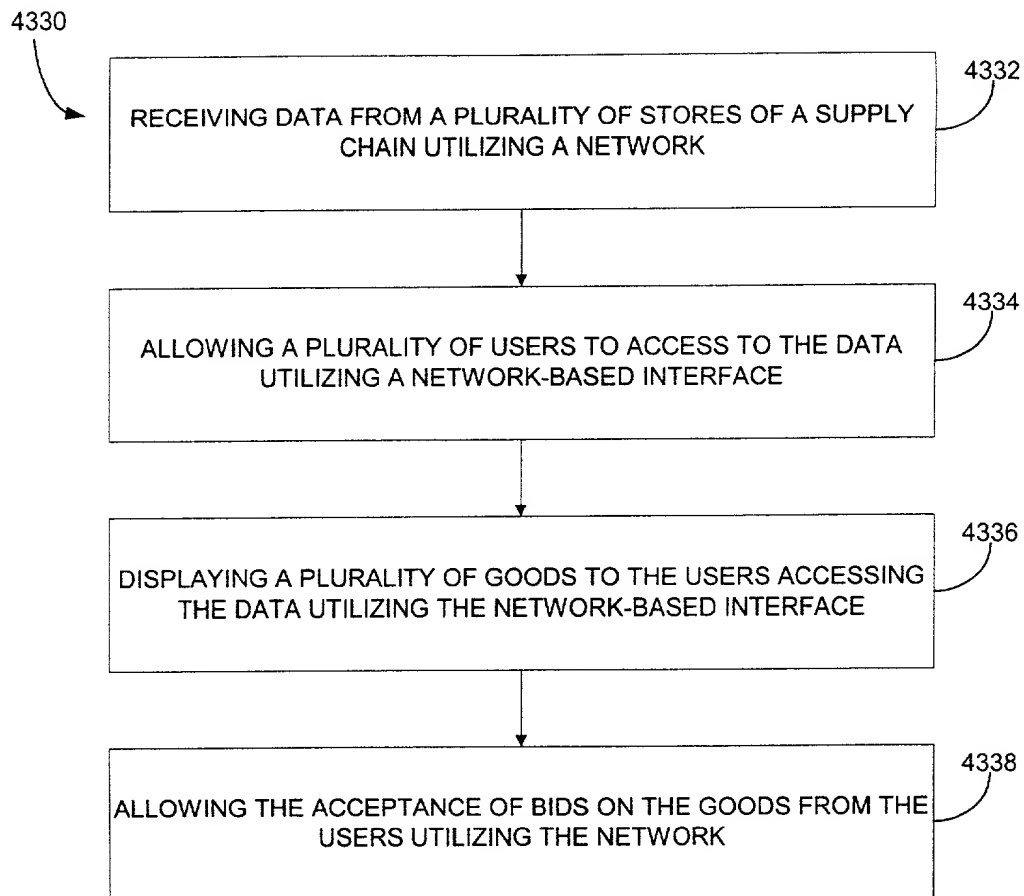 4330
4332
RECEIVING DATA FROM A PLURALITY OF STORES OF A SUPPLY
CHAIN UTILIZING A NETWORK
4334
ALLOWING A PLURALITY OF USERS TO ACCESS TO THE DATA
UTILIZING A NETWORK-BASED INTERFACE
4336
DISPLAYING A PLURALITY OF GOODS TO THE USERS ACCESSING
THE DATA UTILIZING THE NETWORK-BASED INTERFACE
4338
ALLOWING THE ACCEPTANCE OF BIDS ON THE GOODS FROM THE
USERS UTILIZING THE NETWORK